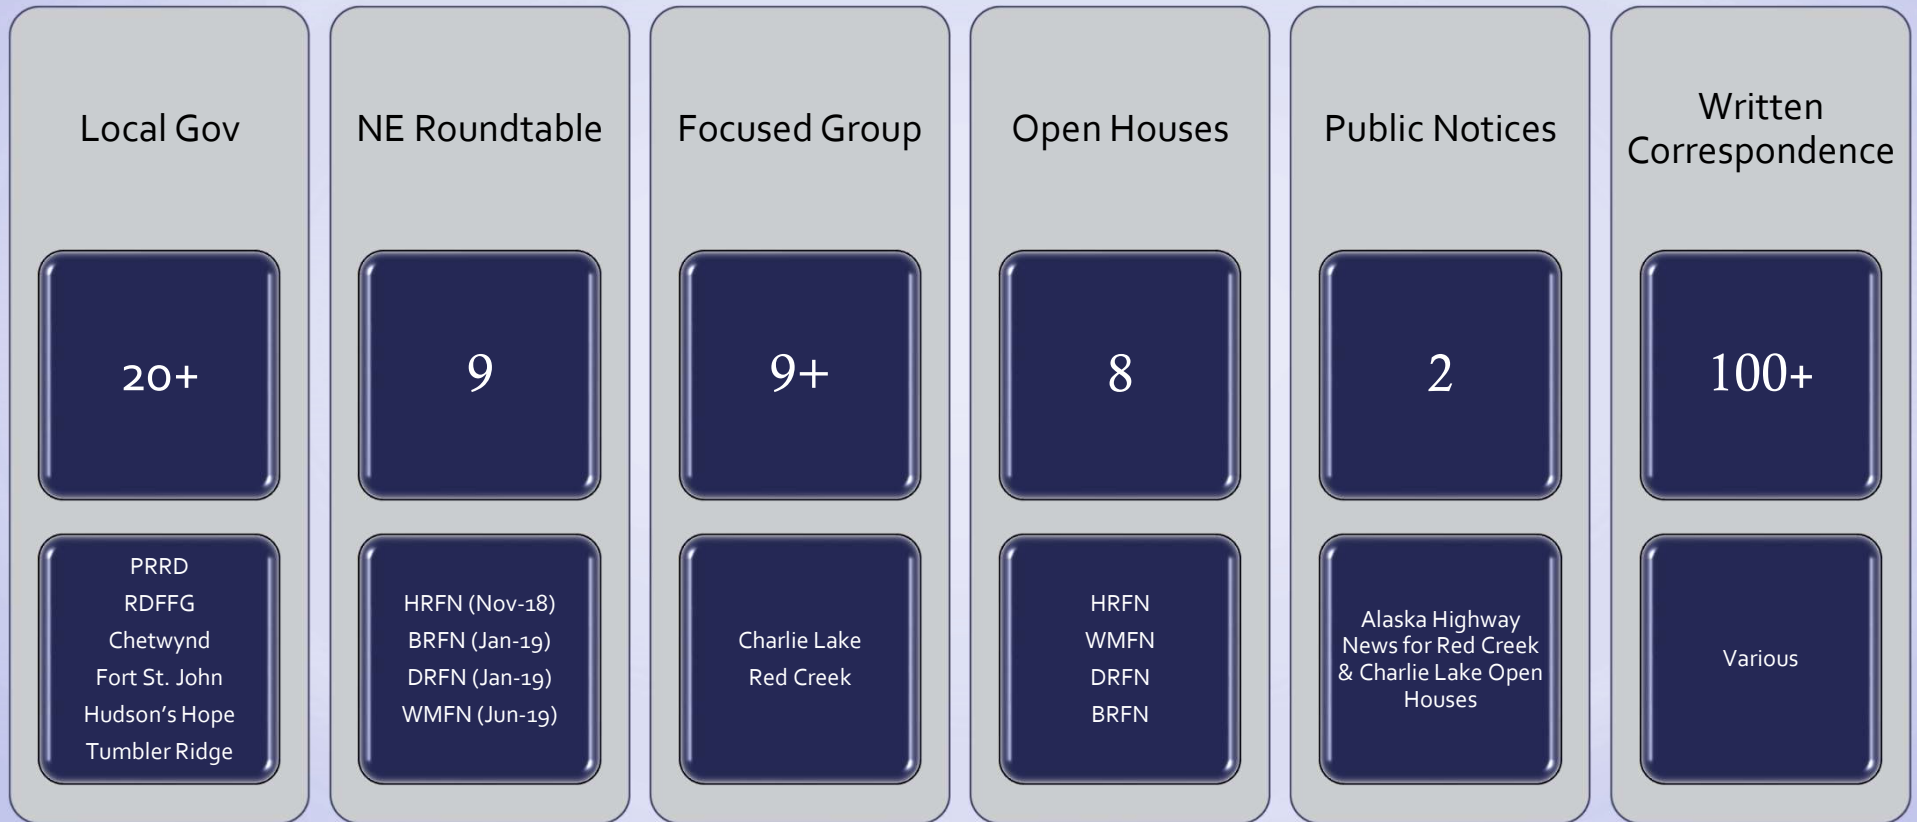 Local Gov
20+
PRRD
RDFFG
Chetwynd
Fort St. John
Hudson’s Hope
Tumbler Ridge
NE Roundtable
9
HRFN (Nov-18)
BRFN (Jan-19)
DRFN (Jan-19)
WMFN (Jun-19)
Focused Group
9+
Charlie Lake
Red Creek
Open Houses
8
HRFN
WMFN
DRFN
BRFN
Public Notices
2
Alaska Highway
News for Red Creek
& Charlie Lake Open
Houses
Written
Correspondence
100+
Various